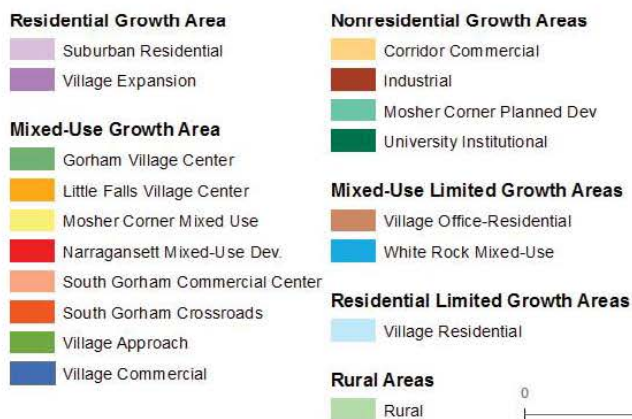 Residential Growth Area
Suburban Residential
Village Expansion
Mixed-Use Growth Area
Gorham Village Center
Little Falls Village Center
Mosher Corner Mixed Use
Narragansett Mixed-Use Dev.
South Gorham Commercial Center
South Gorham Crossroads
Village Approach
Village Commercial
Nonresidential Growth Areas
Corridor Commercial
Industrial
Mosher Corner Planned Dev
University Institutional
Mixed-Use Limited Growth Areas
Village Office-Residential
White Rock Mixed-Use
Residential Limited Growth Areas
Village Residential
Rural Areas
Rural
0